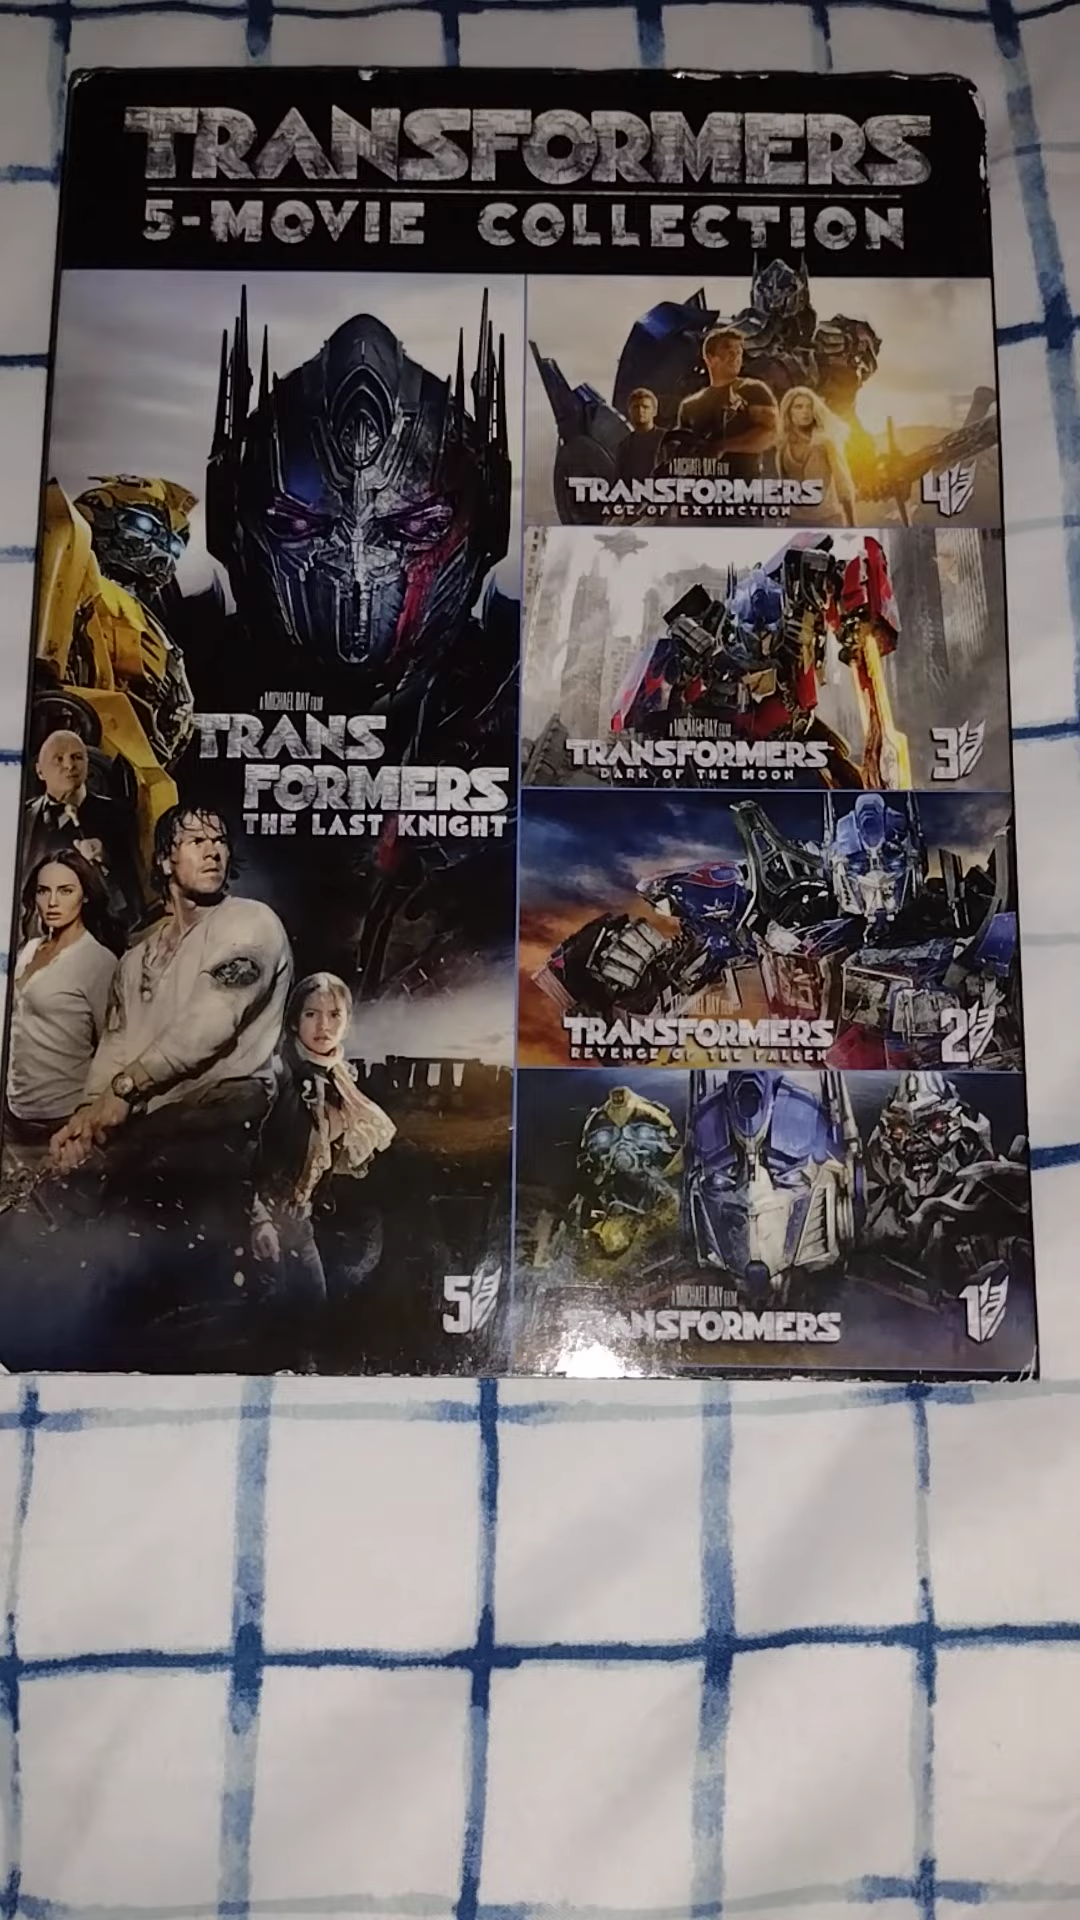 TRANSFORMERS
5-MOVIE COLLECTION
A MICHAEL BAY FILM
TRANS
FORMERS
THE LAST KNIGHT
5
A MICHAEL BAY FILM
TRANSFORMERS
AGE OF EXTINCTION
4
A MICHAEL BAY FILM
TRANSFORMERS
DARK OF THE MOON
3
A MICHAEL BAY FILM
TRANSFORMERS
REVENGE OF THE FALLEN
2
A MICHAEL BAY FILM
TRANSFORMERS
1